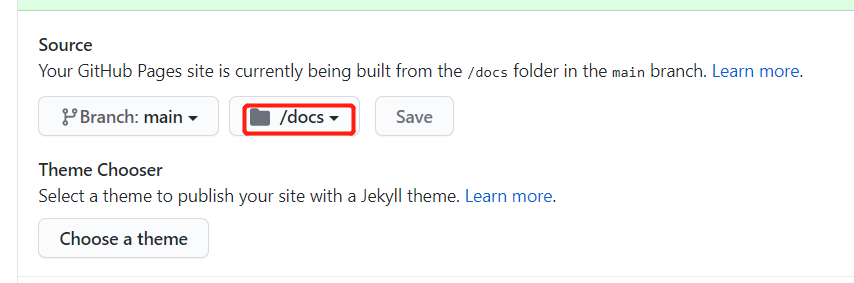 Source
Your GitHub Pages site is currently being built from the /docs folder in the main branch. Learn more.
Branch: main /docs Save
Theme Chooser
Select a theme to publish your site with a Jekyll theme. Learn more.
Choose a theme